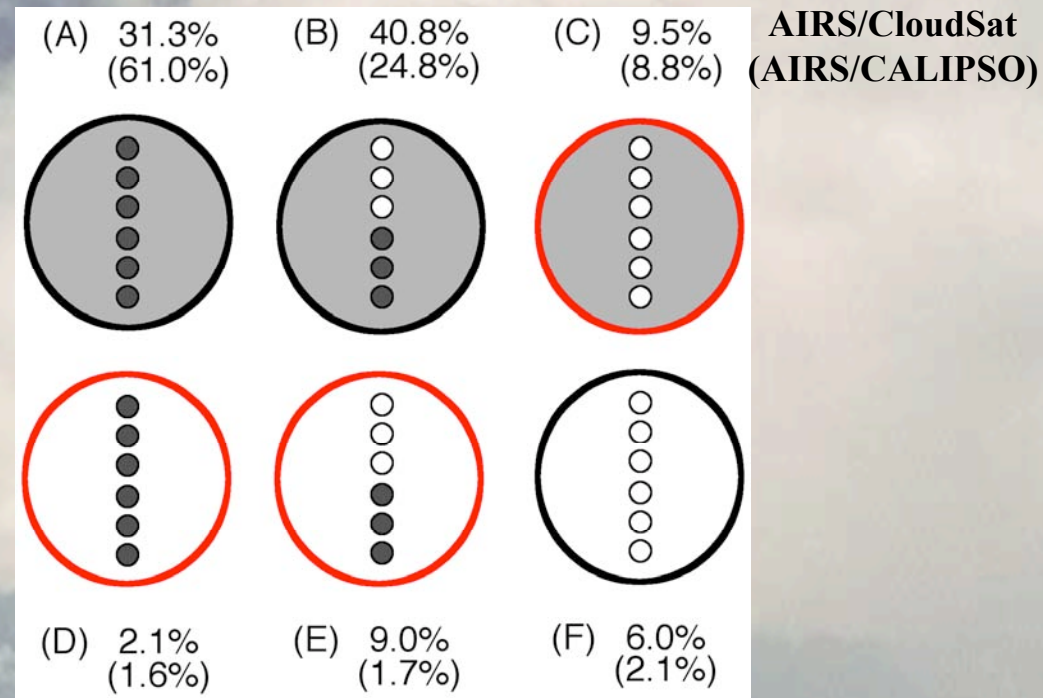 (A) 31.3%
(61.0%)
(B) 40.8%
(24.8%)
(C) 9.5%
(8.8%)
AIRS/CloudSat
(AIRS/CALIPSO)
(D) 2.1%
(1.6%)
(E) 9.0%
(1.7%)
(F) 6.0%
(2.1%)